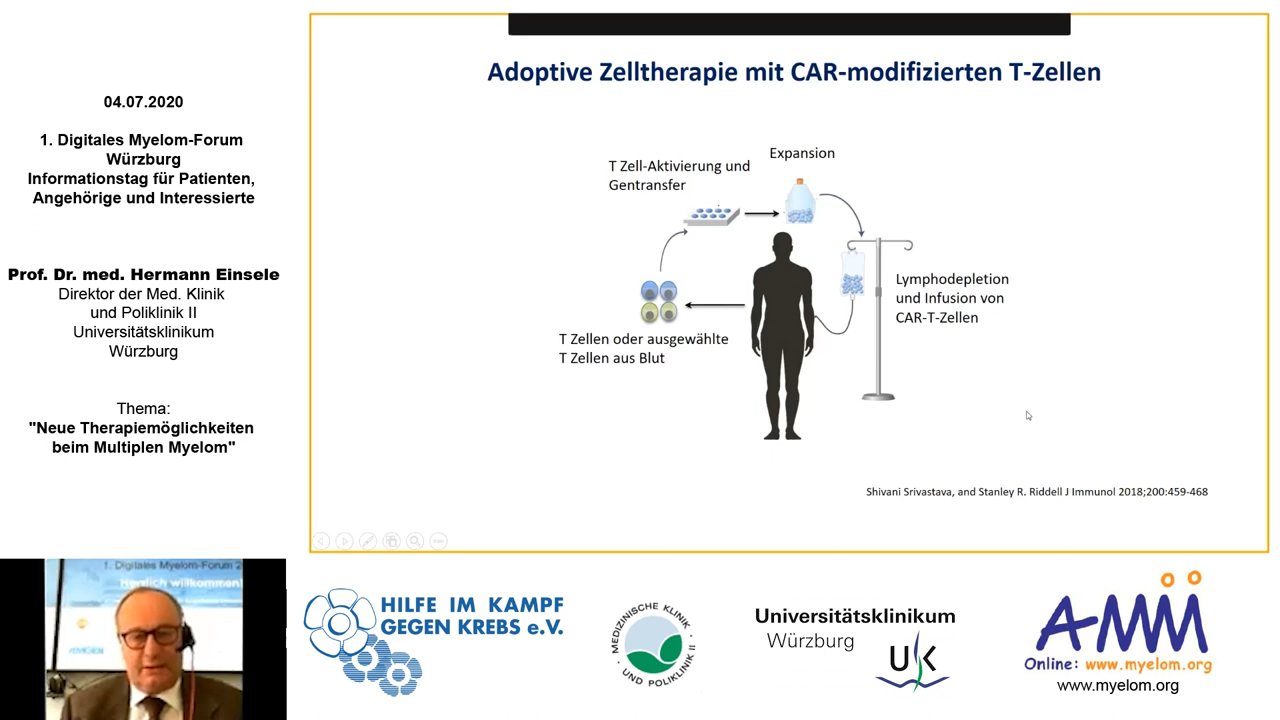 04.07.2020
1. Digitales Myelom-Forum
Würzburg
Informationstag für Patienten,
Angehörige und Interessierte
Prof. Dr. med. Hermann Einsele
Direktor der Med. Klinik
und Poliklinik II
Universitätsklinikum
Würzburg
Thema:
"Neue Therapiemöglichkeiten
beim Multiplen Myelom"
Adoptive Zelltherapie mit CAR-modifizierten T-Zellen
T Zell-Aktivierung und
Gentransfer
Expansion
Lymphodepletion
und Infusion von
CAR-T-Zellen
T Zellen oder ausgewählte
T Zellen aus Blut
Shivani Srivastava, and Stanley R. Riddell J Immunol 2018;200:459-468
1. Digitales Myelom-Forum 2
Herzlich willkommen!
AMGEN
HILFE IM KAMPF
GEGEN KREBS e.V.
MEDIZINISCHE KLINIK
UND POLIKLINIK II
Universitätsklinikum
Würzburg
UK
AMM
Online: www.myelom.org
www.myelom.org